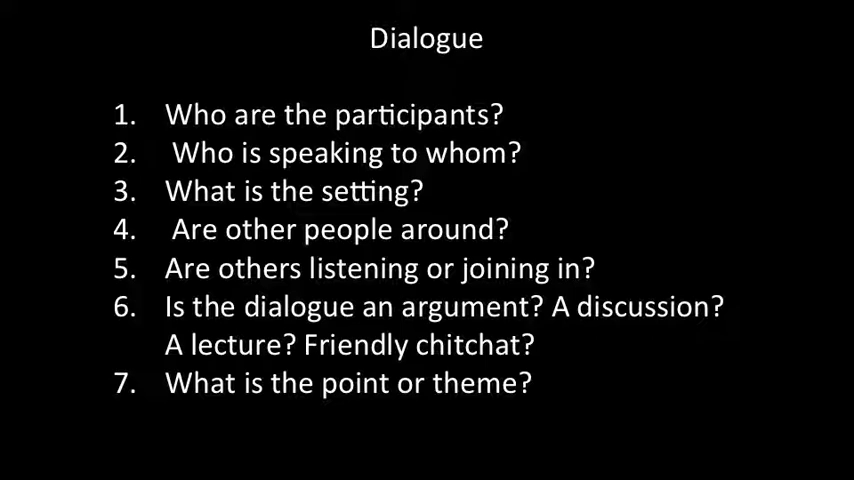 Dialogue
1. Who are the participants?
2. Who is speaking to whom?
3. What is the setting?
4. Are other people around?
5. Are others listening or joining in?
6. Is the dialogue an argument? A discussion?
A lecture? Friendly chitchat?
7. What is the point or theme?